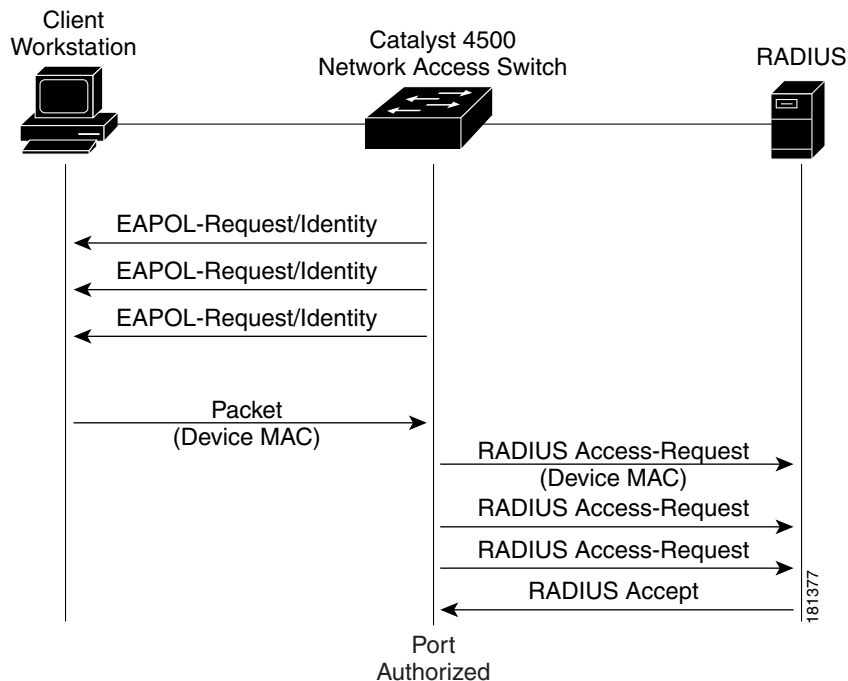 Client
Workstation
Catalyst 4500
Network Access Switch
RADIUS
EAPOL-Request/Identity
EAPOL-Request/Identity
EAPOL-Request/Identity
Packet
(Device MAC)
RADIUS Access-Request
(Device MAC)
RADIUS Access-Request
RADIUS Access-Request
RADIUS Accept
181377
Port
Authorized